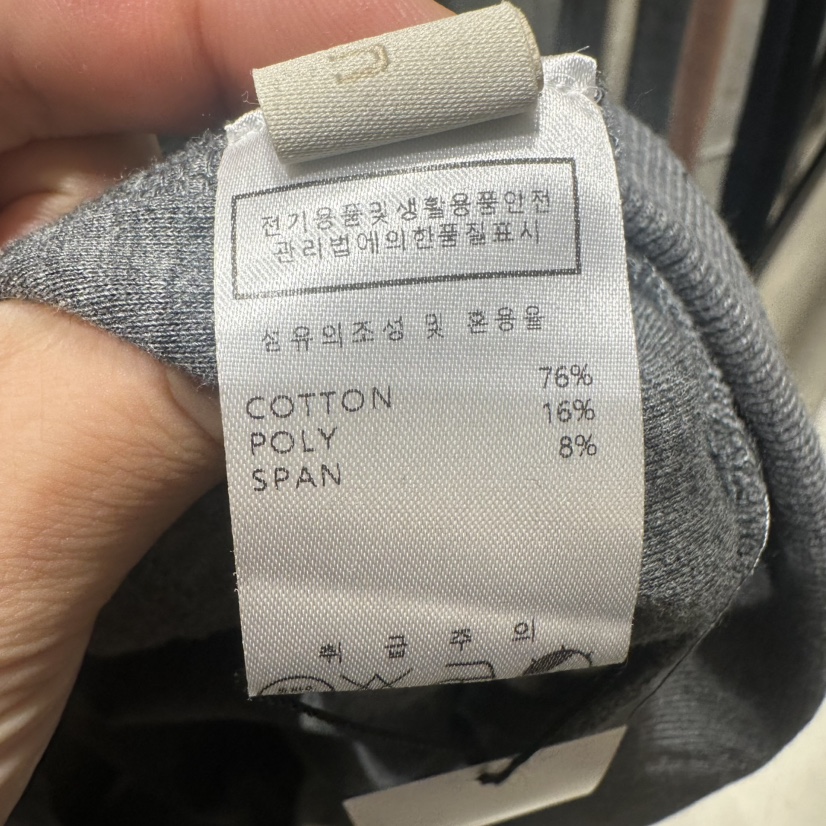 전기용품및생활용품안전
관리법에의한품질표시
섬유의조성 및 혼용율
COTTON 76%
POLY 16%
SPAN 8%
취 급 주 의